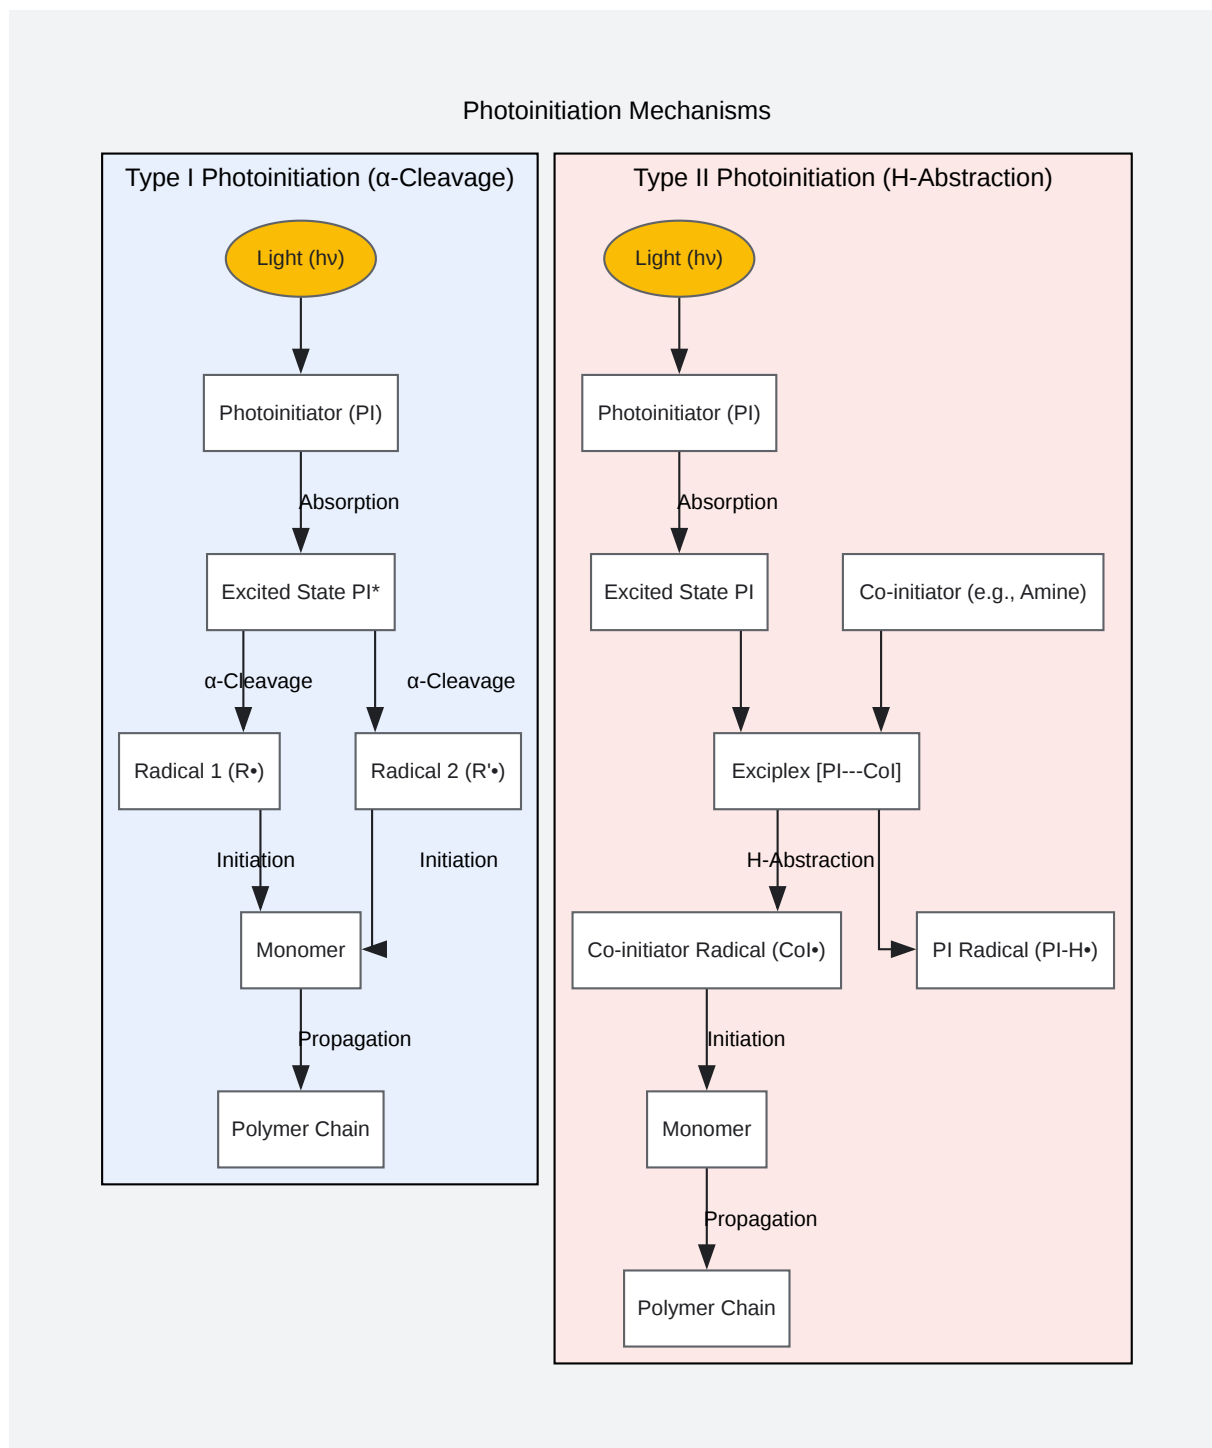 Photoinitiation Mechanisms
Type I Photoinitiation (α-Cleavage)
Light (hν)
Photoinitiator (PI)
Absorption
Excited State PI*
α-Cleavage
α-Cleavage
Radical 1 (R•)
Radical 2 (R'•)
Initiation
Initiation
Monomer
Propagation
Polymer Chain
Type II Photoinitiation (H-Abstraction)
Light (hν)
Photoinitiator (PI)
Absorption
Excited State PI
Co-initiator (e.g., Amine)
Exciplex [PI---CoI]
H-Abstraction
Co-initiator Radical (CoI•)
PI Radical (PI-H•)
Initiation
Monomer
Propagation
Polymer Chain